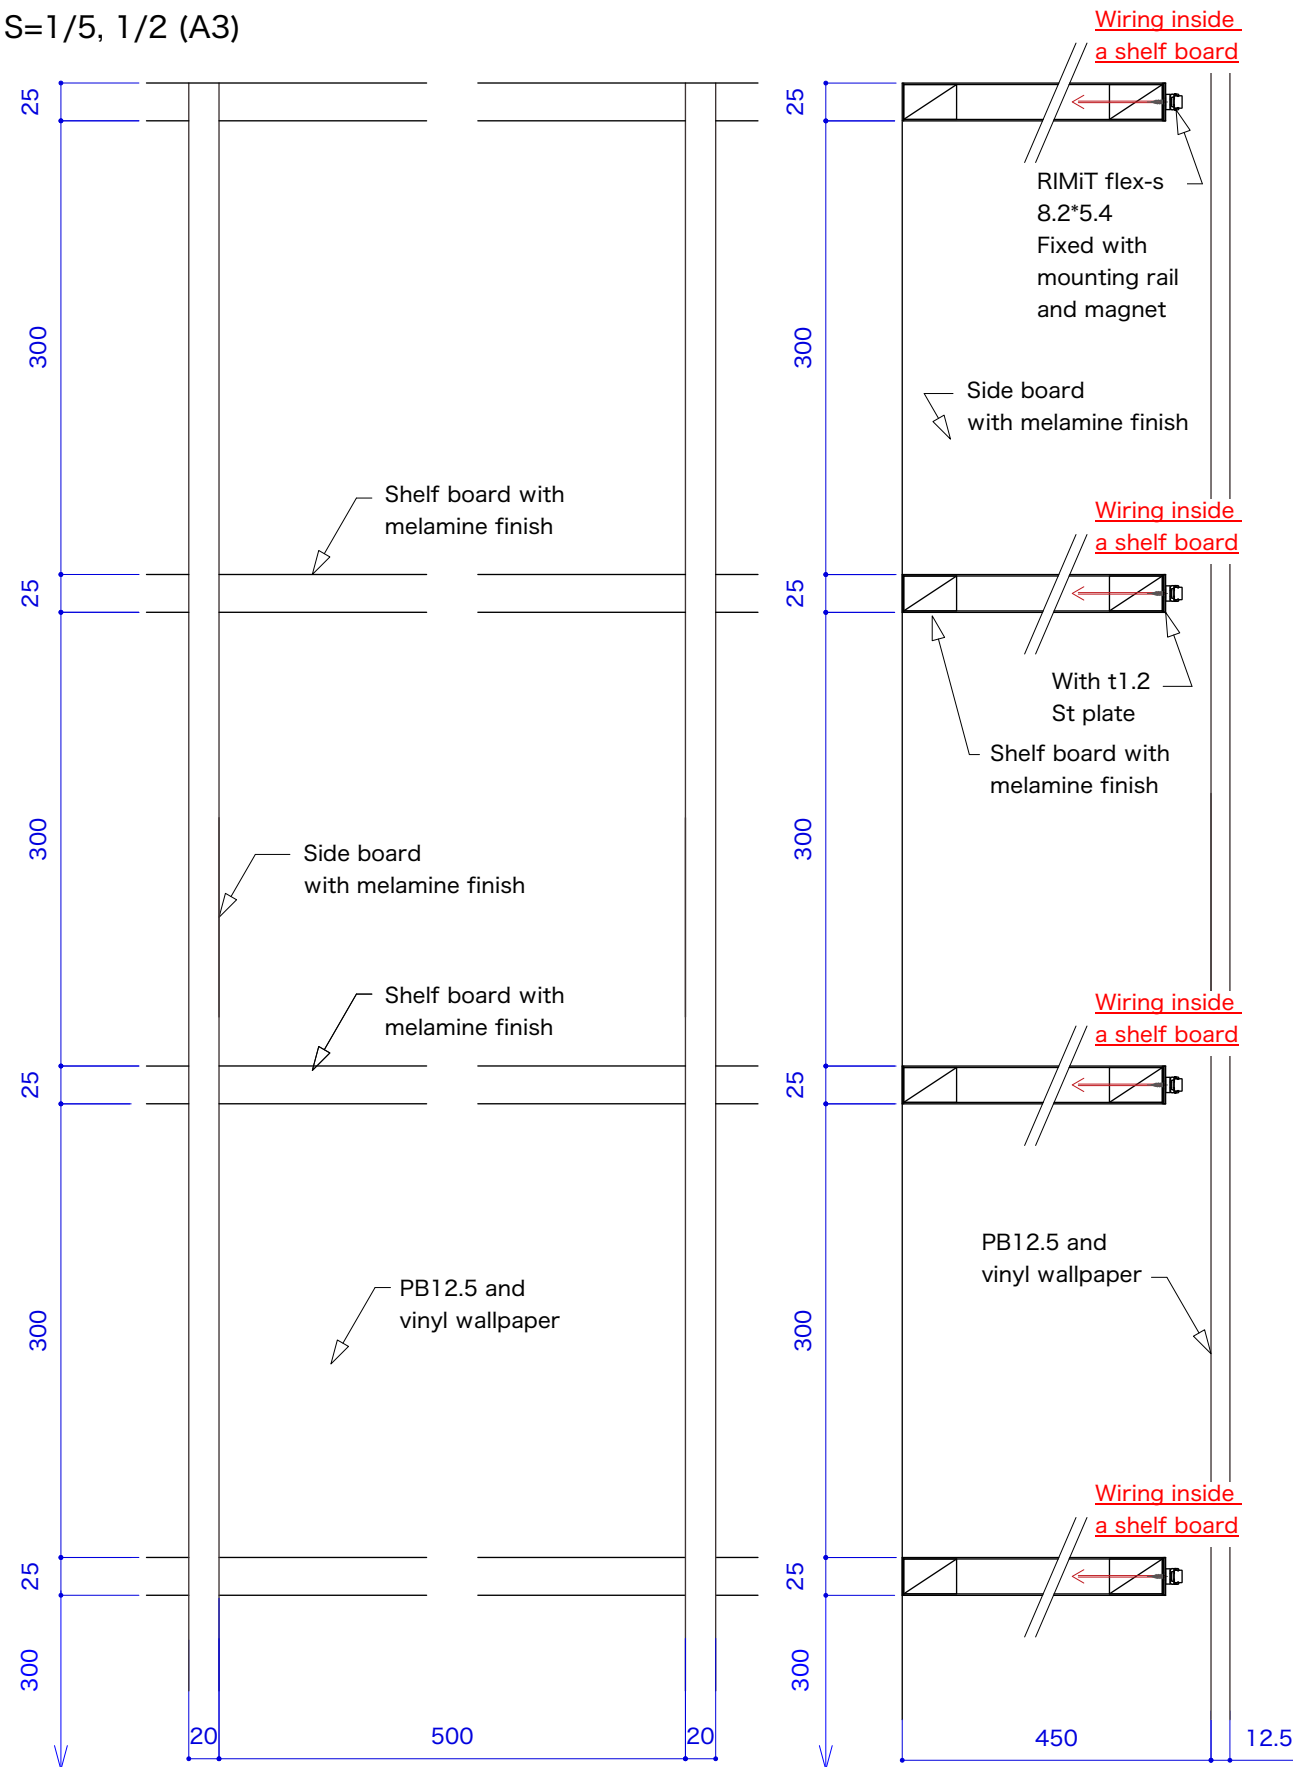 S=1/5, 1/2 (A3)
Wiring inside
a shelf board
25
25
RIMiT flex-s
8.2*5.4
Fixed with
mounting rail
and magnet
300
300
Side board
with melamine finish
Shelf board with
melamine finish
Wiring inside
a shelf board
25
25
With t1.2
St plate
Shelf board with
melamine finish
300
300
Side board
with melamine finish
Shelf board with
melamine finish
Wiring inside
a shelf board
25
25
PB12.5 and
vinyl wallpaper
PB12.5 and
vinyl wallpaper
300
300
Wiring inside
a shelf board
25
25
300
300
20
500
20
450
12.5